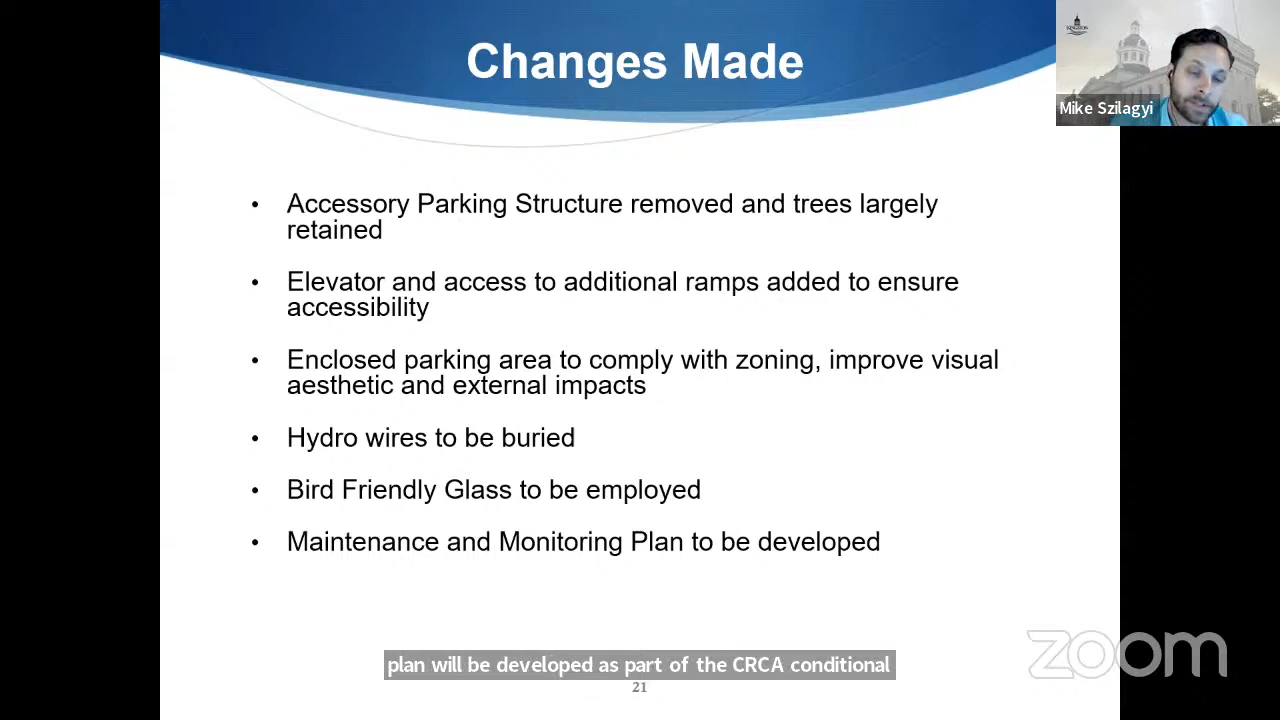 Changes Made
KINGSTON
Mike Szilagyi
• Accessory Parking Structure removed and trees largely
retained
• Elevator and access to additional ramps added to ensure
accessibility
• Enclosed parking area to comply with zoning, improve visual
aesthetic and external impacts
• Hydro wires to be buried
• Bird Friendly Glass to be employed
• Maintenance and Monitoring Plan to be developed
plan will be developed as part of the CRCA conditional
21
zoom